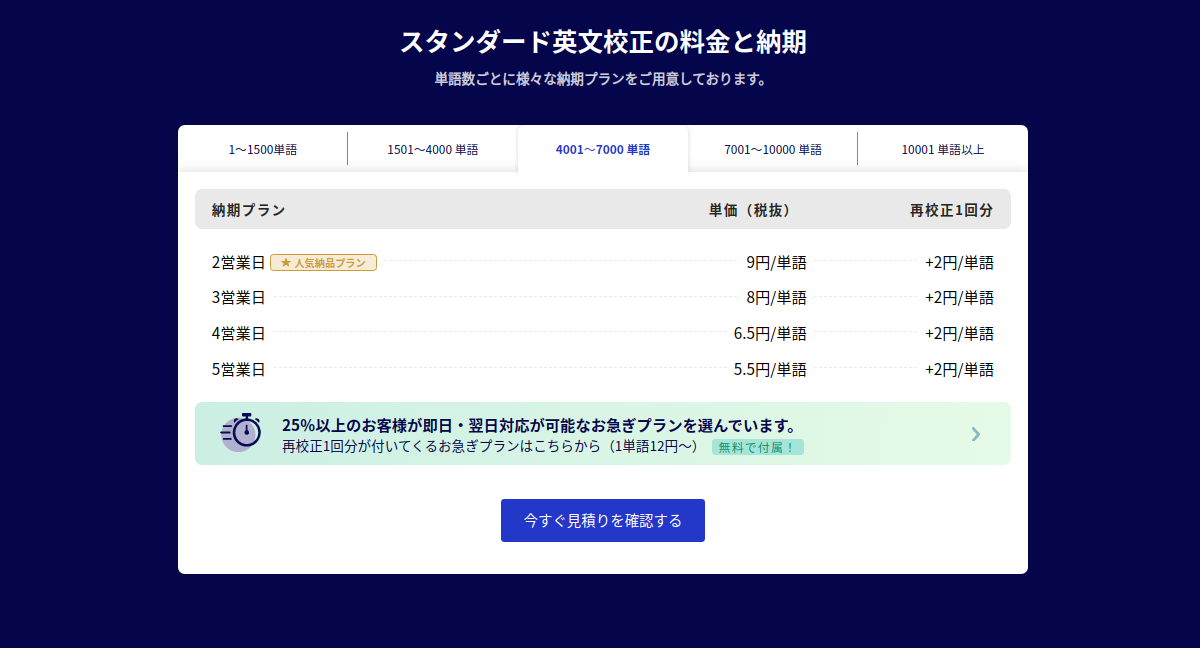 スタンダード英文校正の料金と納期
単語数ごとに様々な納期プランをご用意しております。
1〜1500単語
1501〜4000 単語
4001〜7000 単語
7001〜10000 単語
10001 単語以上
納期プラン 単価（税抜） 再校正1回分
2営業日 ★ 人気納品プラン 9円/単語 +2円/単語
3営業日 8円/単語 +2円/単語
4営業日 6.5円/単語 +2円/単語
5営業日 5.5円/単語 +2円/単語
25%以上のお客様が即日・翌日対応が可能なお急ぎプランを選んでいます。
再校正1回分が付いてくるお急ぎプランはこちらから（1単語12円〜） 無料で付属！
今すぐ見積りを確認する